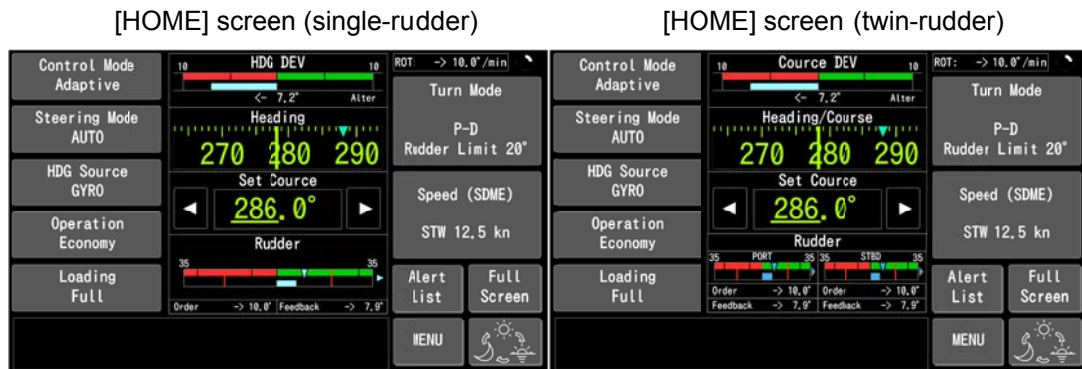 [HOME] screen (single-rudder)
Control Mode
Adaptive
Steering Mode
AUTO
HDG Source
GYRO
Operation
Economy
Loading
Full
10 HDG DEV 10
<- 7.2° Alter
Heading
270 280 290
Set Cource
286.0°
Rudder
35 35
Order -> 10.0° Feedback -> 7.9°
ROT: -> 10.0°/min
Turn Mode
P-D
Rudder Limit 20°
Speed (SDME)
STW 12.5 kn
Alert
List
Full
Screen
MENU
[HOME] screen (twin-rudder)
Control Mode
Adaptive
Steering Mode
AUTO
HDG Source
GYRO
Operation
Economy
Loading
Full
10 Cource DEV 10
<- 7.2° Alter
Heading/Course
270 280 290
Set Cource
286.0°
Rudder
35 PORT 35 35 STBD 35
Order -> 10.0° Order -> 10.0°
Feedback -> 7.9° Feedback -> 7.9°
ROT: -> 10.0°/min
Turn Mode
P-D
Rudder Limit 20°
Speed (SDME)
STW 12.5 kn
Alert
List
Full
Screen
MENU